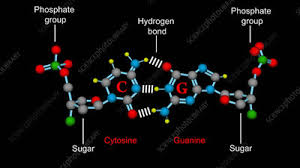 Phosphate
group
Hydrogen
bond
Phosphate
group
C
G
Sugar
Cytosine
Guanine
Sugar